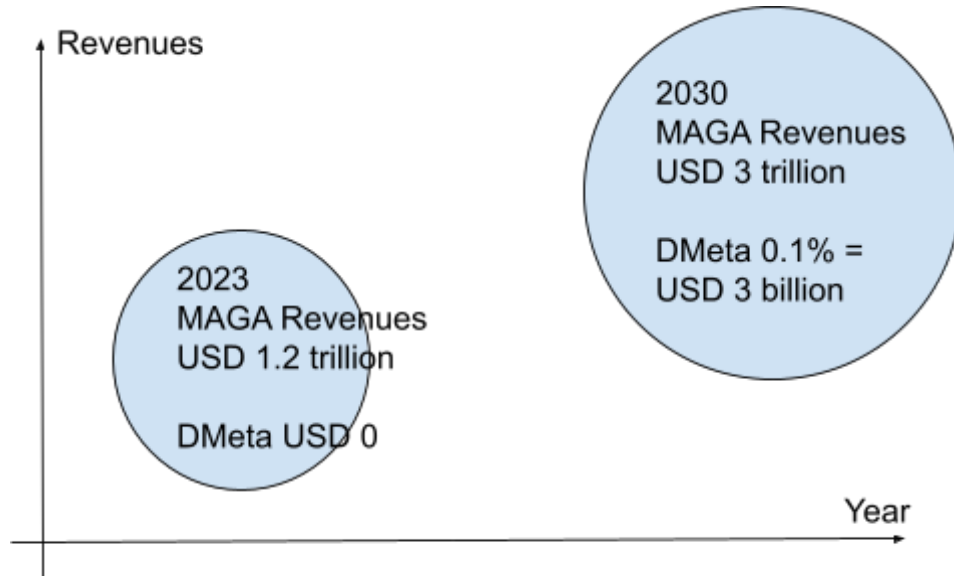 Revenues
2030
MAGA Revenues
USD 3 trillion
DMeta 0.1% =
USD 3 billion
2023
MAGA Revenues
USD 1.2 trillion
DMeta USD 0
Year